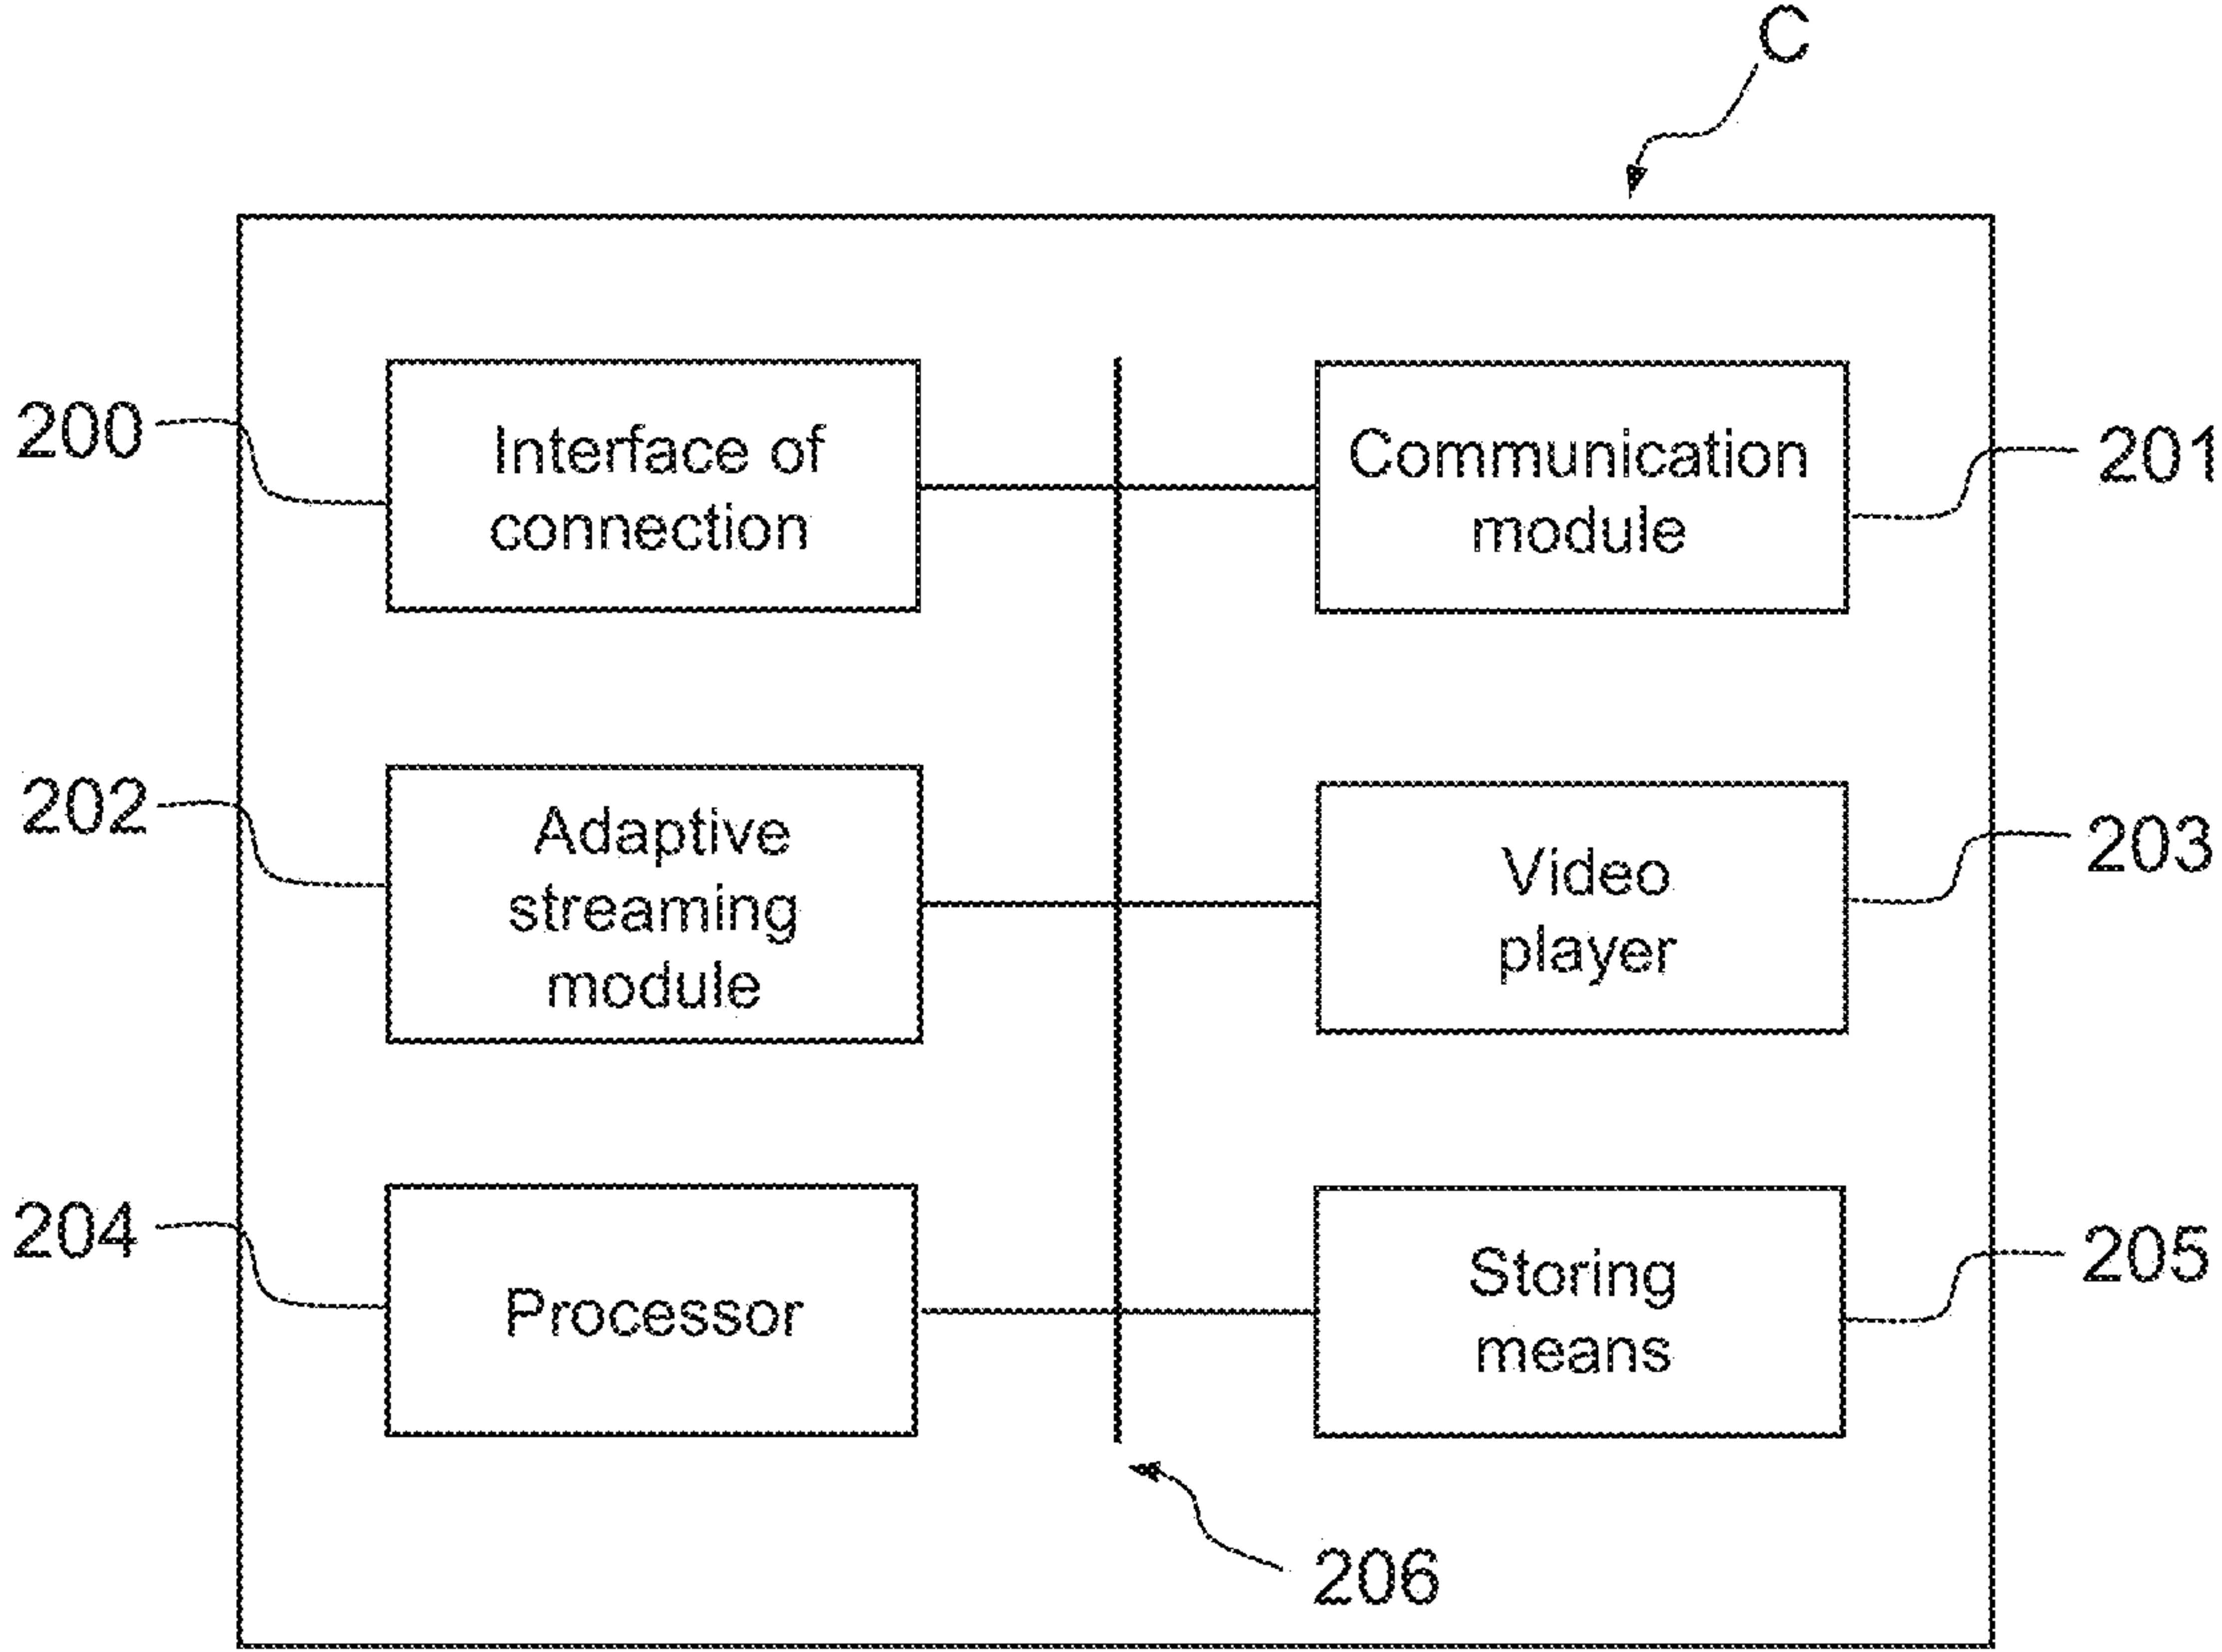 C
200
Interface of
connection
Communication
module
201
202
Adaptive
streaming
module
Video
player
203
204
Processor
Storing
means
205
206